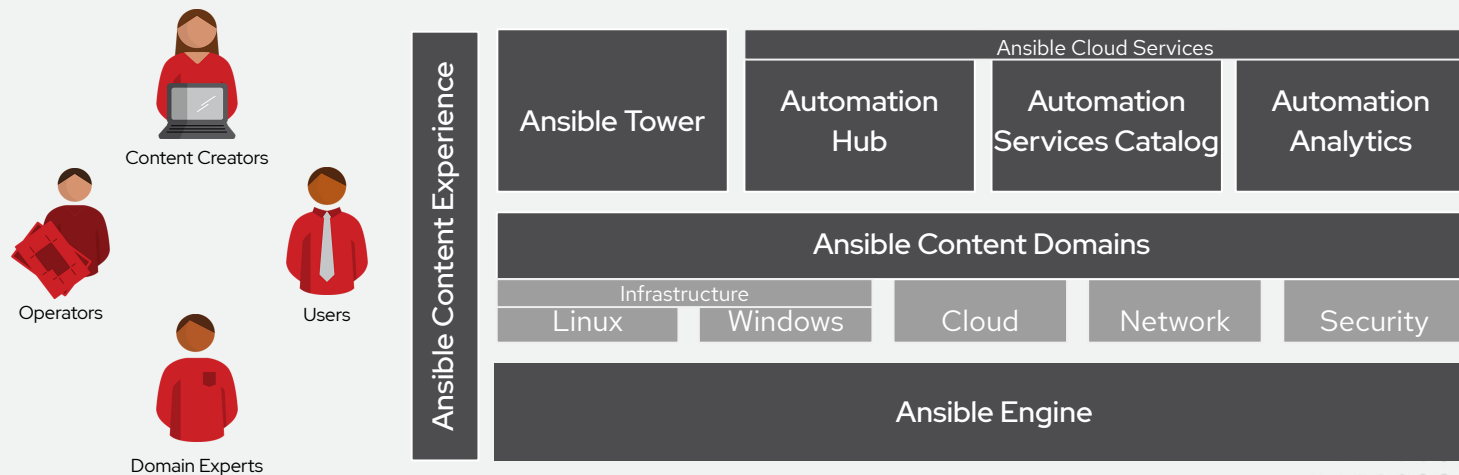 Content Creators
Operators
Users
Domain Experts
Ansible Content Experience
Ansible Tower
Ansible Cloud Services
Automation
Hub
Automation
Services Catalog
Automation
Analytics
Ansible Content Domains
Infrastructure
Linux
Windows
Cloud
Network
Security
Ansible Engine